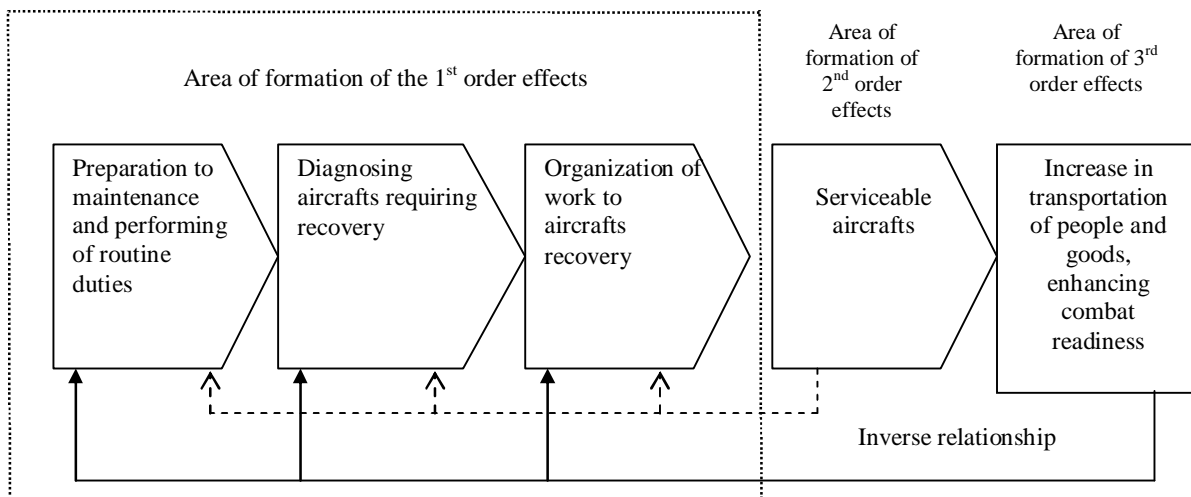 Area of formation of the 1st order effects
Area of
formation of
2nd order
effects
Area of
formation of 3rd
order effects
Preparation to
maintenance
and performing
of routine
duties
Diagnosing
aircrafts requiring
recovery
Organization of
work to
aircrafts
recovery
Serviceable
aircrafts
Increase in
transportation
of people and
goods,
enhancing
combat
readiness
Inverse relationship